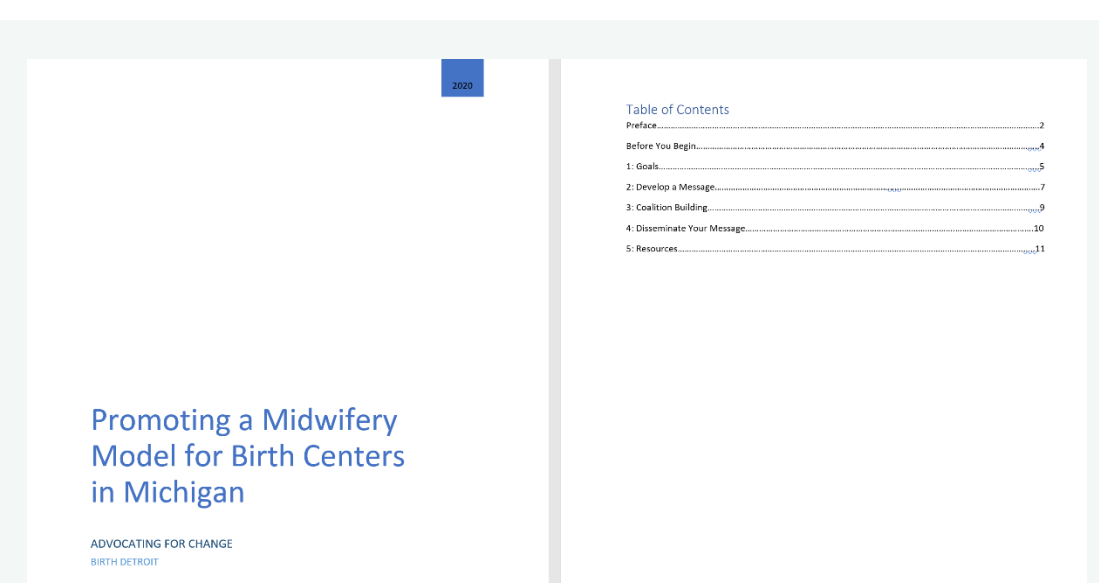 2020
Promoting a Midwifery
Model for Birth Centers
in Michigan
ADVOCATING FOR CHANGE
BIRTH DETROIT
Table of Contents
Preface........................................................................................................2
Before You Begin........................................................................................................4
1: Goals........................................................................................................5
2: Develop a Message........................................................................................................7
3: Coalition Building........................................................................................................9
4: Disseminate Your Message........................................................................................................10
5: Resources........................................................................................................11